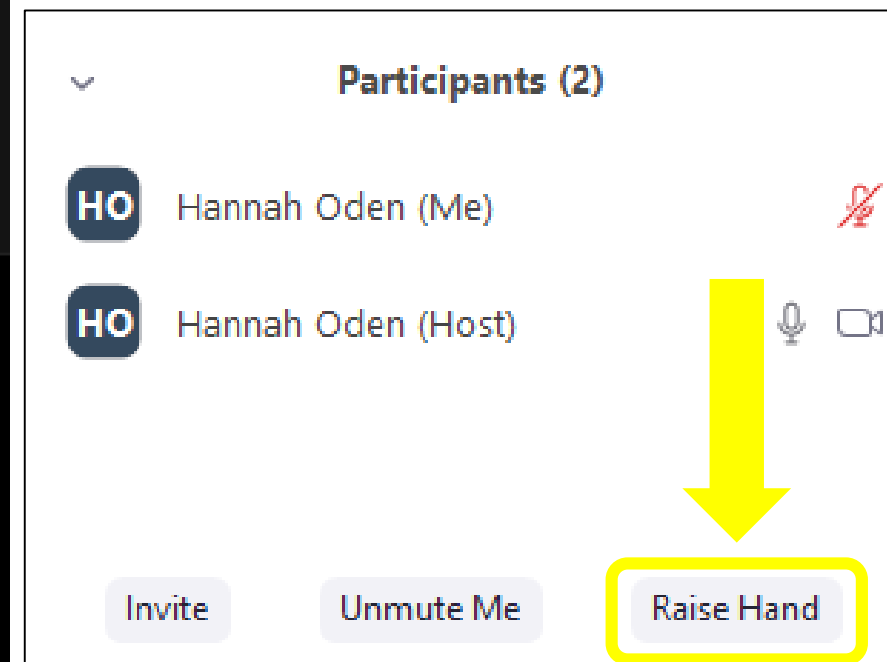 Participants (2)
HO Hannah Oden (Me)
HO Hannah Oden (Host)
Invite Unmute Me Raise Hand